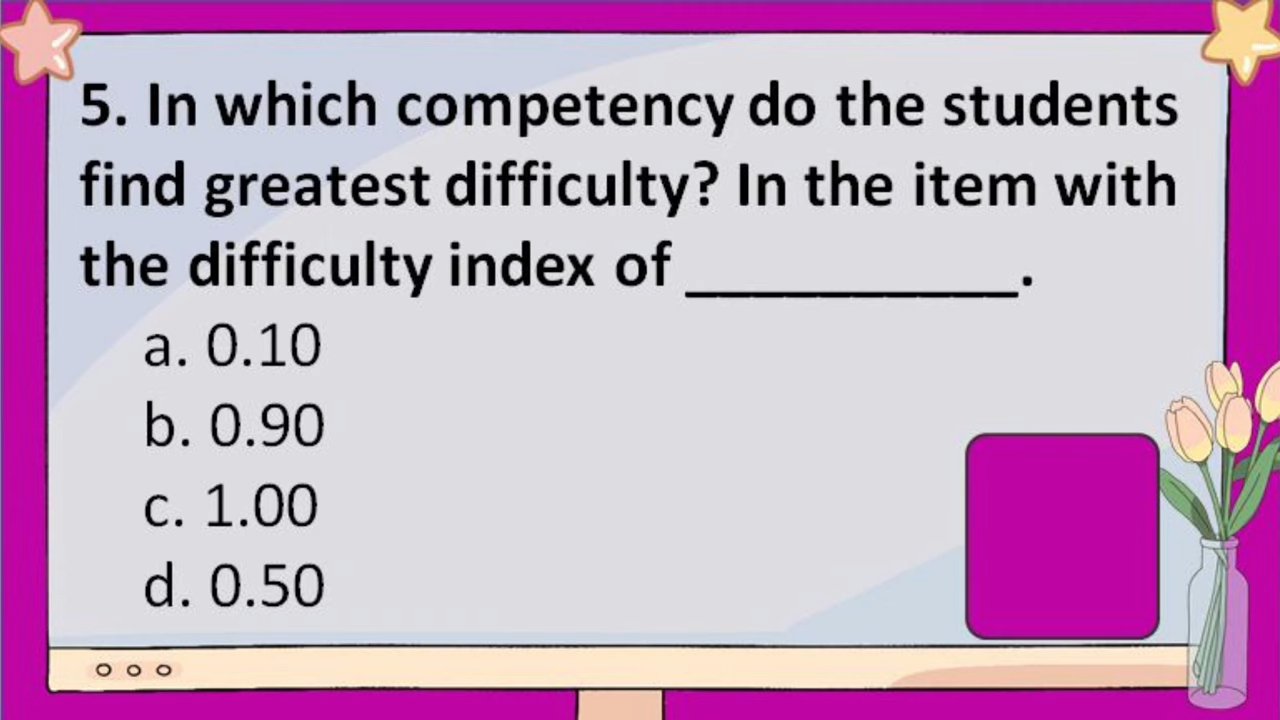 5. In which competency do the students
find greatest difficulty? In the item with
the difficulty index of __________.
a. 0.10
b. 0.90
c. 1.00
d. 0.50